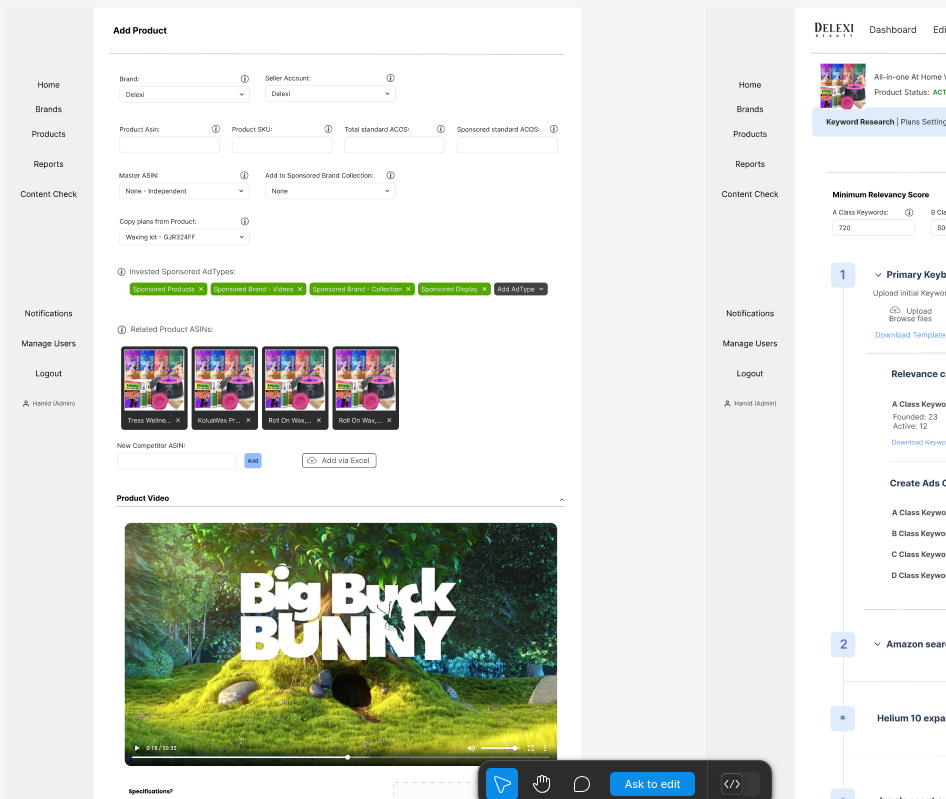 Add Product
Home
Brands
Products
Reports
Content Check
Notifications
Manage Users
Logout
Hamid (Admin)
Brand:
Seller Account:
Delexi
Delexi
Product Asin:
Product SKU:
Total standard ACOS:
Sponsored standard ACOS:
Master ASIN:
Add to Sponsored Brand Collection:
None - Independent
None
Copy plans from Product:
Waxing kit - GJR324FF
Invested Sponsored AdTypes:
Sponsored Products ×
Sponsored Brand - Videos ×
Sponsored Brand - Collection ×
Sponsored Display ×
Add AdType
Related Product ASINs:
Tress Wellne... ×
KoluaWax Pr... ×
Roll On Wax,... ×
Roll On Wax,... ×
New Competitor ASIN:
Add
Add via Excel
Product Video
Big Buck
BUNNY
0:15 / 10:35
Specifications?
Home
Brands
Products
Reports
Content Check
Notifications
Manage Users
Logout
Hamid (Admin)
DELEXI
BEAUTY
Dashboard
Edi
All-in-one At Home W
Product Status: ACT
Keyword Research | Plans Setting
Minimum Relevancy Score
A Class Keywords:
B Cla
720
50
1
Primary Keyb
Upload initial Keywor
Upload
Browse files
Download Template
Relevance c
A Class Keywo
Founded: 23
Active: 12
Download Keywo
Create Ads C
A Class Keywo
B Class Keywo
C Class Keywo
D Class Keywo
2
Amazon sear
*
Helium 10 expa
Ask to edit